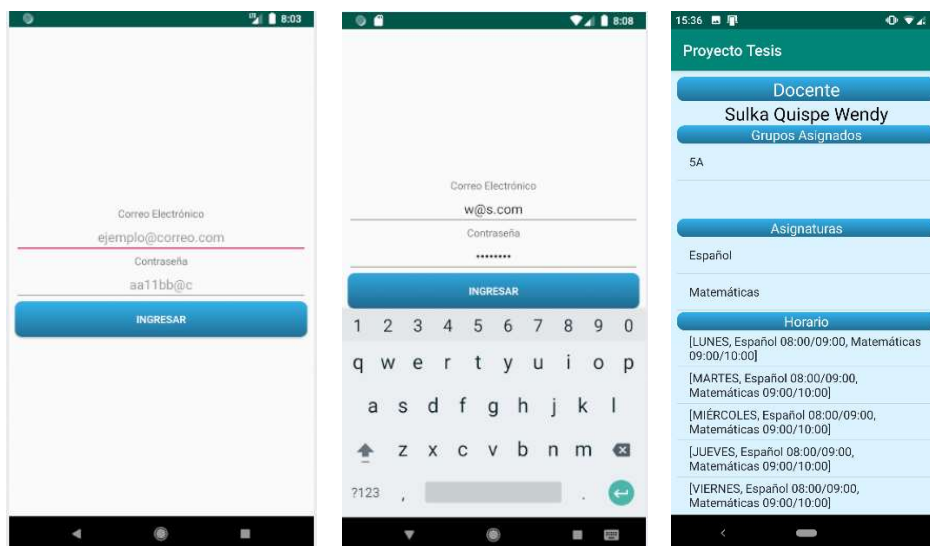 8:03
Correo Electrónico
ejemplo@correo.com
Contraseña
aa11bb@c
INGRESAR
8:08
Correo Electrónico
w@s.com
Contraseña
••••••••
INGRESAR
1 2 3 4 5 6 7 8 9 0
q w e r t y u i o p
a s d f g h j k l
z x c v b n m
?123 , .
15:36
Proyecto Tesis
Docente
Sulka Quispe Wendy
Grupos Asignados
5A
Asignaturas
Español
Matemáticas
Horario
[LUNES, Español 08:00/09:00, Matemáticas
09:00/10:00]
[MARTES, Español 08:00/09:00,
Matemáticas 09:00/10:00]
[MIÉRCOLES, Español 08:00/09:00,
Matemáticas 09:00/10:00]
[JUEVES, Español 08:00/09:00,
Matemáticas 09:00/10:00]
[VIERNES, Español 08:00/09:00,
Matemáticas 09:00/10:00]